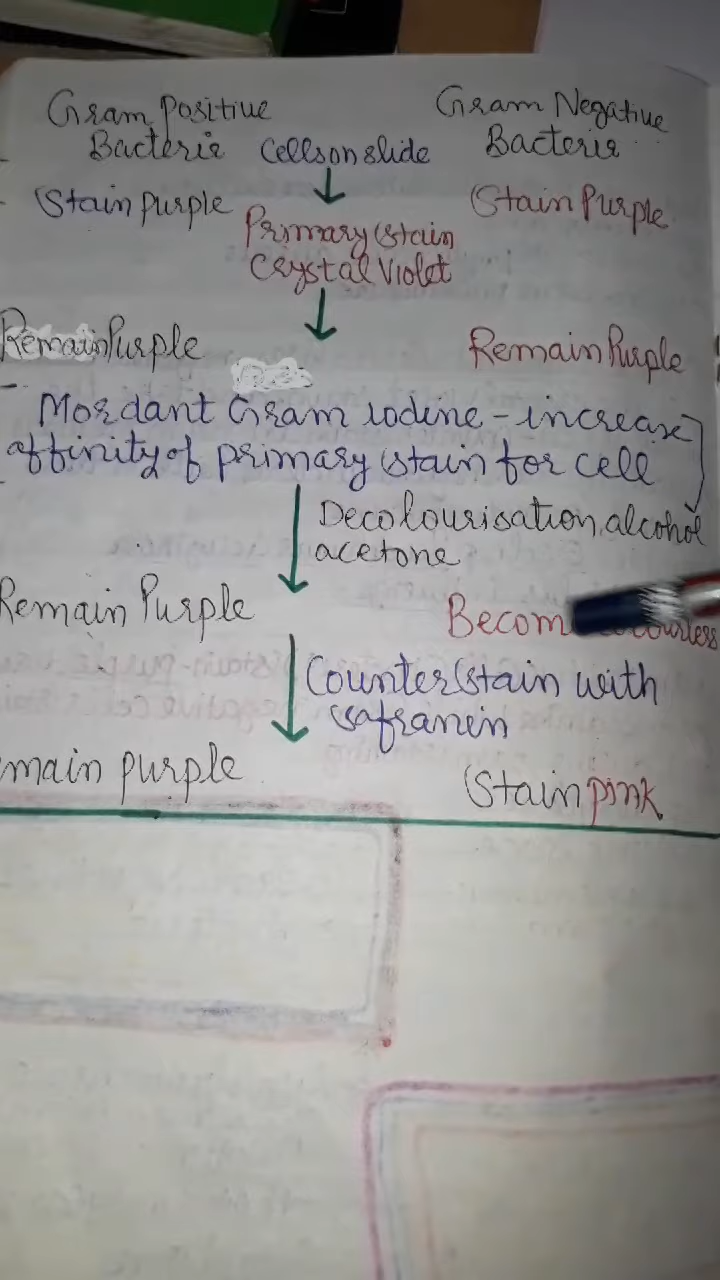 Gram Positive
Bacteria
Gram Negative
Bacteria
Cells on slide
Stain purple
Stain Purple
Primary Stain
Crystal Violet
Remain Purple
Remain Purple
Mordant Gram iodine - increase
affinity of primary stain for cell
Decolourisation, alcohol
acetone
Remain Purple
Counter Stain with
safranin
main purple
Stain pink